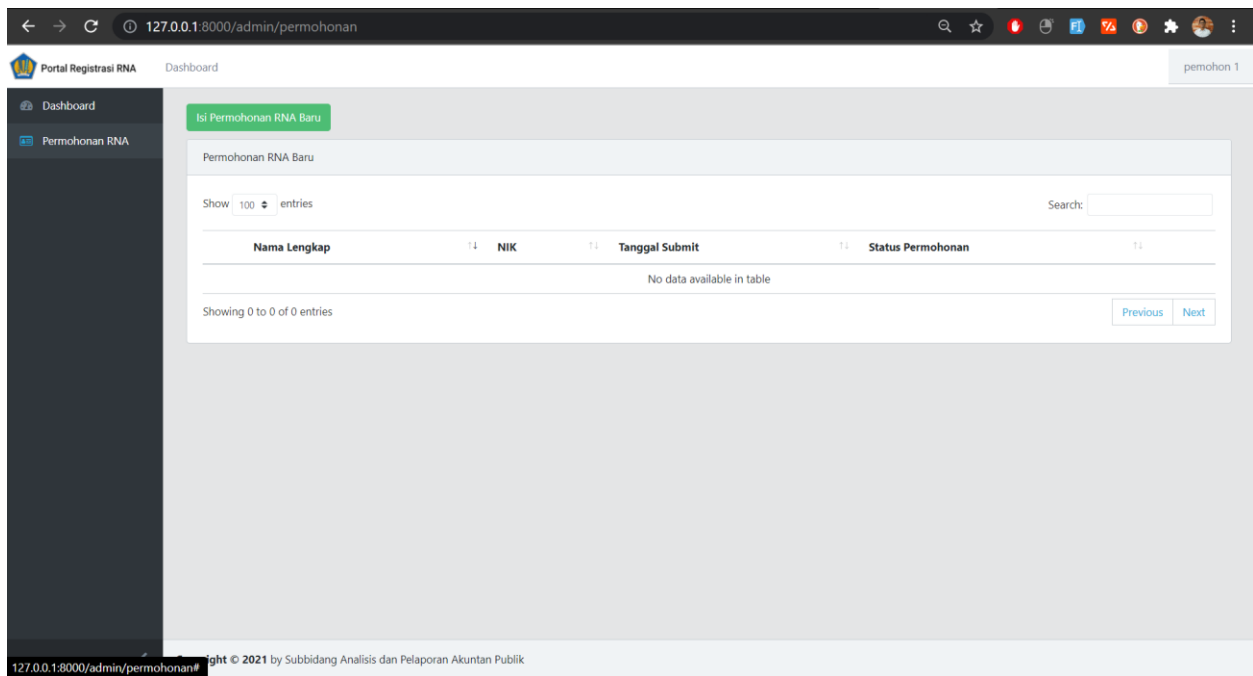 127.0.0.1:8000/admin/permohonan
Portal Registrasi RNA
Dashboard
pemohon 1
Dashboard
Permohonan RNA
Isi Permohonan RNA Baru
Permohonan RNA Baru
Show 100 entries
Search:
Nama Lengkap NIK Tanggal Submit Status Permohonan
No data available in table
Showing 0 to 0 of 0 entries
Previous Next
ight © 2021 by Subbidang Analisis dan Pelaporan Akuntan Publik
127.0.0.1:8000/admin/permohonan#